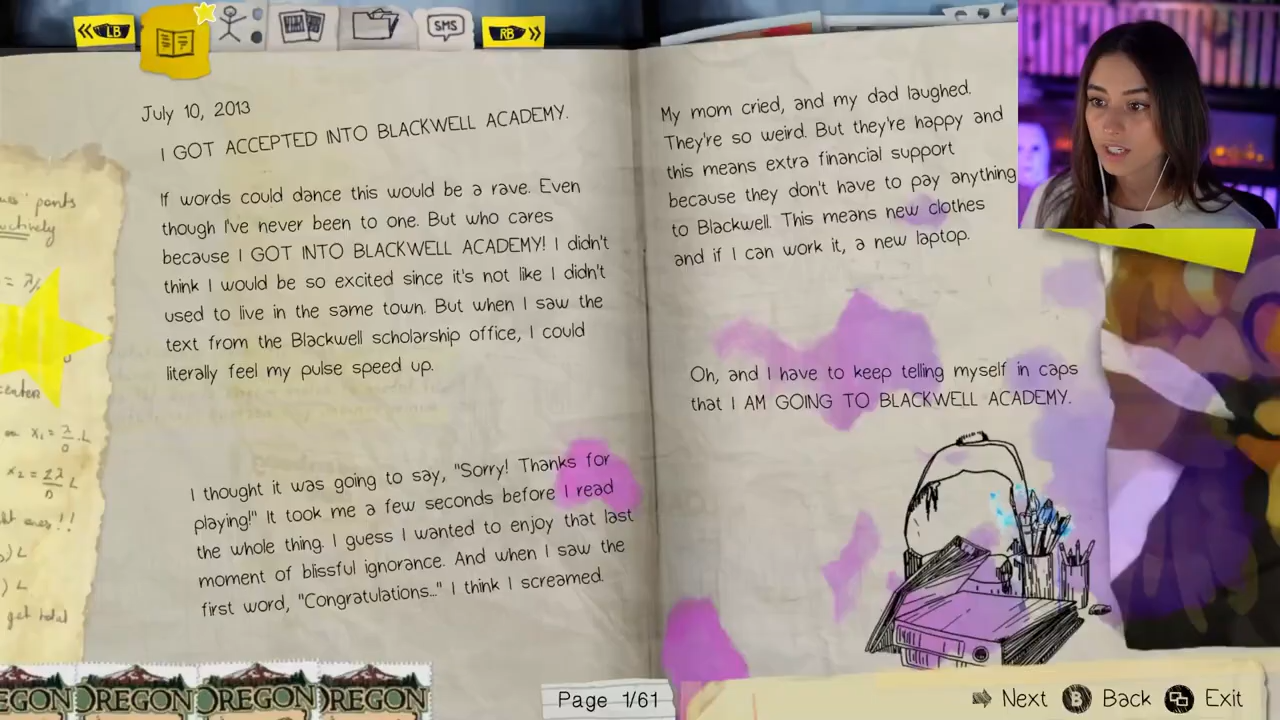 LB
SMS
RB
July 10, 2013
I GOT ACCEPTED INTO BLACKWELL ACADEMY.
If words could dance this would be a rave. Even
though I've never been to one. But who cares
because I GOT INTO BLACKWELL ACADEMY! I didn't
think I would be so excited since it's not like I didn't
used to live in the same town. But when I saw the
text from the Blackwell scholarship office, I could
literally feel my pulse speed up.
I thought it was going to say, "Sorry! Thanks for
playing!" It took me a few seconds before I read
the whole thing. I guess I wanted to enjoy that last
moment of blissful ignorance. And when I saw the
first word, "Congratulations..." I think I screamed.
My mom cried, and my dad laughed.
They're so weird. But they're happy and
this means extra financial support
because they don't have to pay anything
to Blackwell. This means new clothes
and if I can work it, a new laptop.
Oh, and I have to keep telling myself in caps
that I AM GOING TO BLACKWELL ACADEMY.
points
= λ/
x₁ = λ/D . L
x₂ = 2λ/D L
) L
) L
get total
EGON OREGON OREGON OREGON
Page 1/61
Next B Back Exit